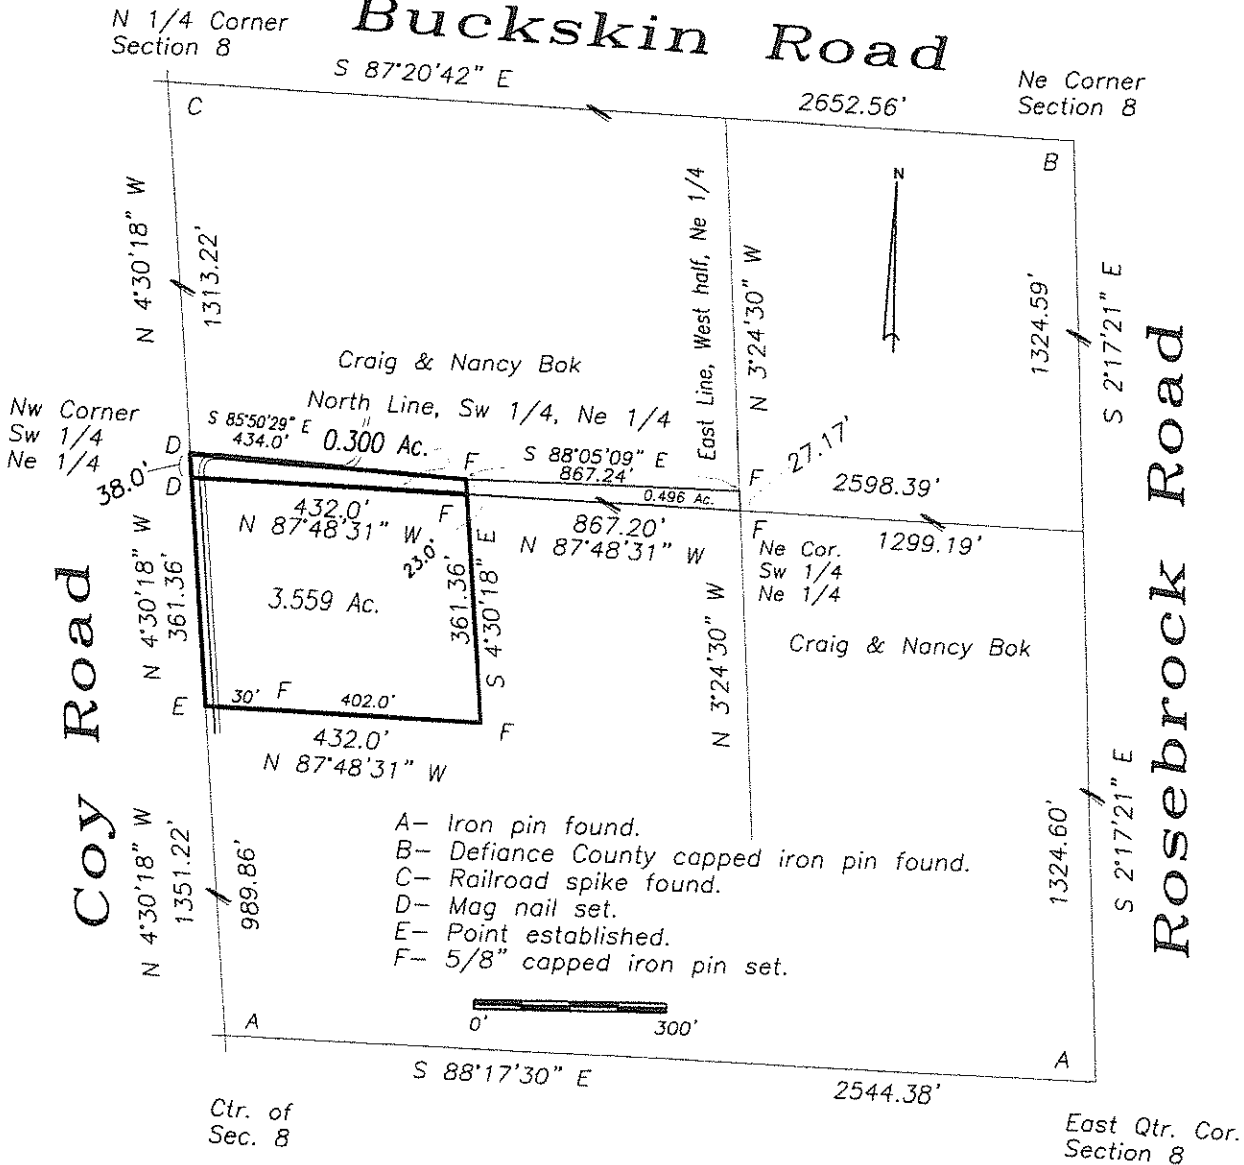 Buckskin Road
N 1/4 Corner
Section 8
S 87°20'42" E
2652.56'
Ne Corner
Section 8
C
B
N
N 4°30'18" W
1313.22'
East Line, West half, Ne 1/4
N 3°24'30" W
1324.59'
S 2°17'21" E
Craig & Nancy Bok
North Line, Sw 1/4, Ne 1/4
Nw Corner
Sw 1/4
Ne 1/4
D
S 85°50'29" E
434.0'
0.300 Ac.
F
S 88°05'09" E
867.24'
F
27.17'
2598.39'
38.0'
D
432.0'
N 87°48'31" W
F
23.0'
0.496 Ac.
867.20'
N 87°48'31" W
F
Ne Cor.
Sw 1/4
Ne 1/4
1299.19'
N 4°30'18" W
361.36'
3.559 Ac.
361.36'
S 4°30'18" E
N 3°24'30" W
Craig & Nancy Bok
E
30'
F
402.0'
F
432.0'
N 87°48'31" W
Coy Road
Rosebrock Road
N 4°30'18" W
1351.22'
989.86'
A– Iron pin found.
B– Defiance County capped iron pin found.
C– Railroad spike found.
D– Mag nail set.
E– Point established.
F– 5/8" capped iron pin set.
1324.60'
S 2°17'21" E
0'
300'
A
A
S 88°17'30" E
2544.38'
Ctr. of
Sec. 8
East Qtr. Cor.
Section 8